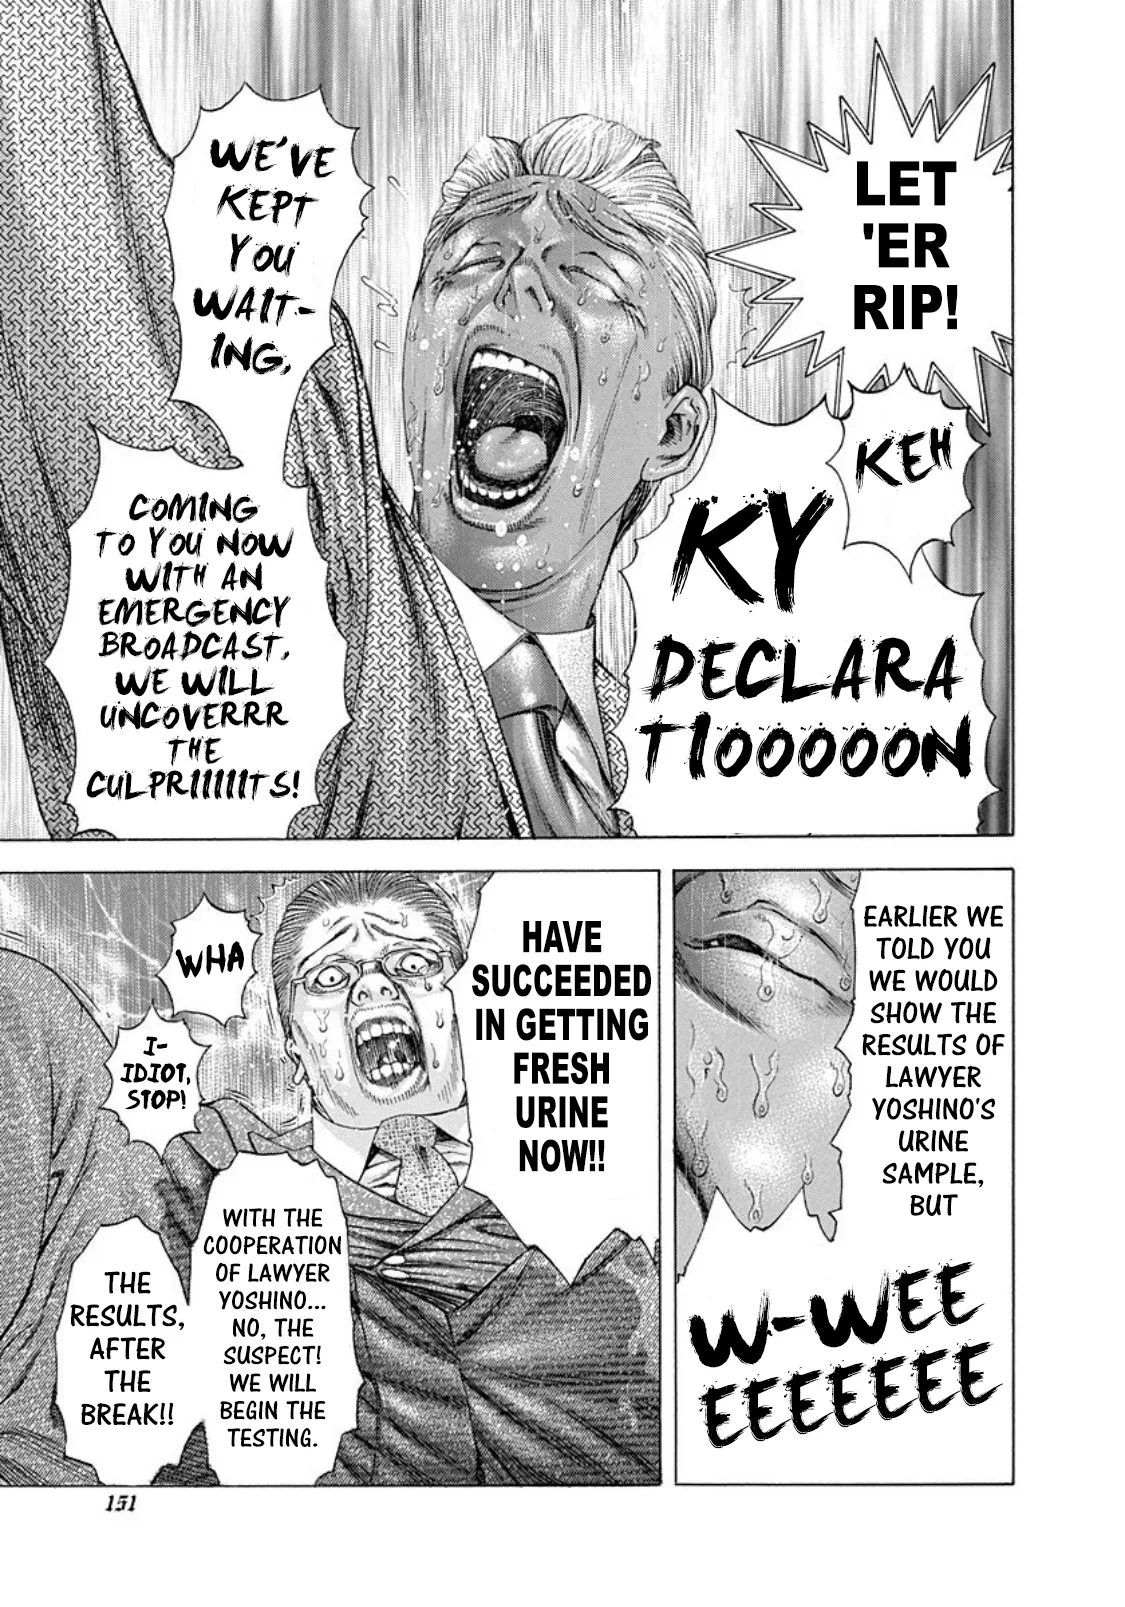 LET
'ER
RIP!
KEH
KY
DECLARA
TIOOOOON
WE'VE
KEPT
YOU
WAIT-
ING,
COMING
TO YOU NOW
WITH AN
EMERGENCY
BROADCAST,
WE WILL
UNCOVERRR
THE
CULPRIIIIITS!
EARLIER WE
TOLD YOU
WE WOULD
SHOW THE
RESULTS OF
LAWYER
YOSHINO'S
URINE
SAMPLE,
BUT
W-WEE
EEEEEEE
HAVE
SUCCEEDED
IN GETTING
FRESH
URINE
NOW!!
WHA
I-
IDIOT,
STOP!
WITH THE
COOPERATION
OF LAWYER
YOSHINO...
NO, THE
SUSPECT!
WE WILL
BEGIN THE
TESTING.
THE
RESULTS,
AFTER
THE
BREAK!!
151